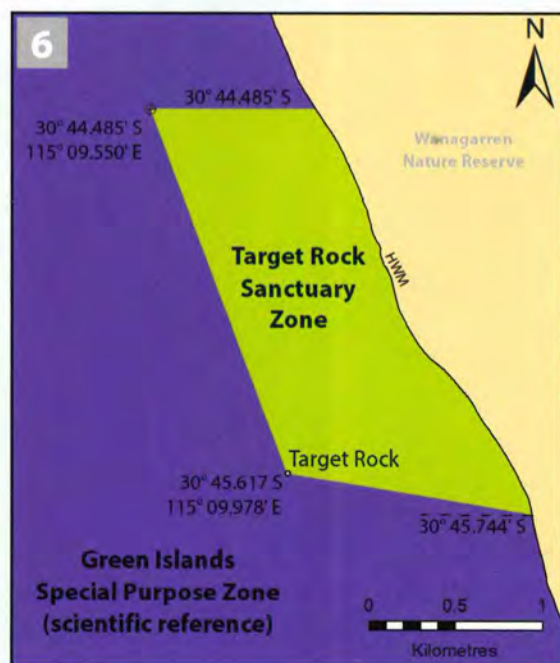 6
N
30° 44.485' S
30° 44.485' S
115° 09.550' E
Wanagarren
Nature Reserve
Target Rock
Sanctuary
Zone
HWM
Target Rock
30° 45.617 S
115° 09.978' E
30° 45.744' S
Green Islands
Special Purpose Zone
(scientific reference)
0 0.5 1
Kilometres